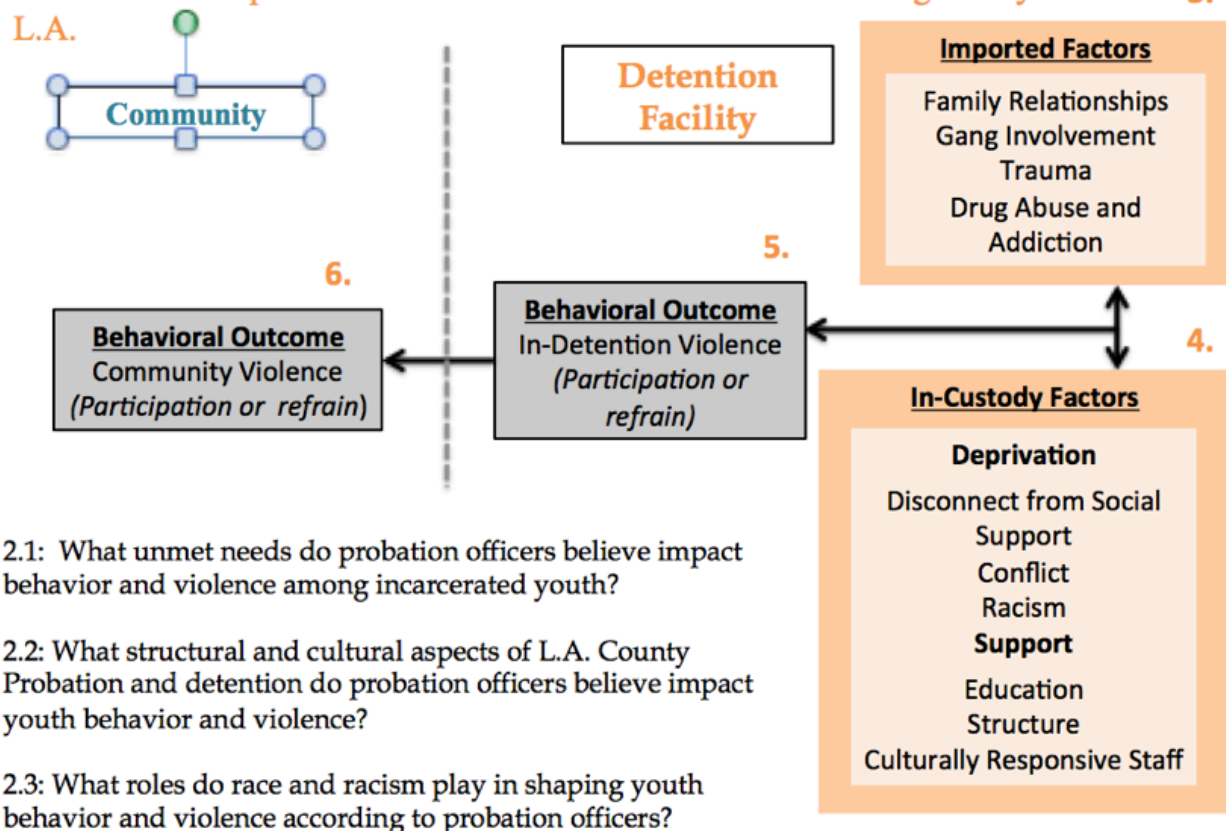 L.A.
Community
Detention
Facility
Imported Factors
Family Relationships
Gang Involvement
Trauma
Drug Abuse and
Addiction
6.
5.
Behavioral Outcome
Community Violence
(Participation or refrain)
Behavioral Outcome
In-Detention Violence
(Participation or
refrain)
4.
In-Custody Factors
Deprivation
Disconnect from Social
Support
Conflict
Racism
Support
Education
Structure
Culturally Responsive Staff
2.1: What unmet needs do probation officers believe impact
behavior and violence among incarcerated youth?
2.2: What structural and cultural aspects of L.A. County
Probation and detention do probation officers believe impact
youth behavior and violence?
2.3: What roles do race and racism play in shaping youth
behavior and violence according to probation officers?